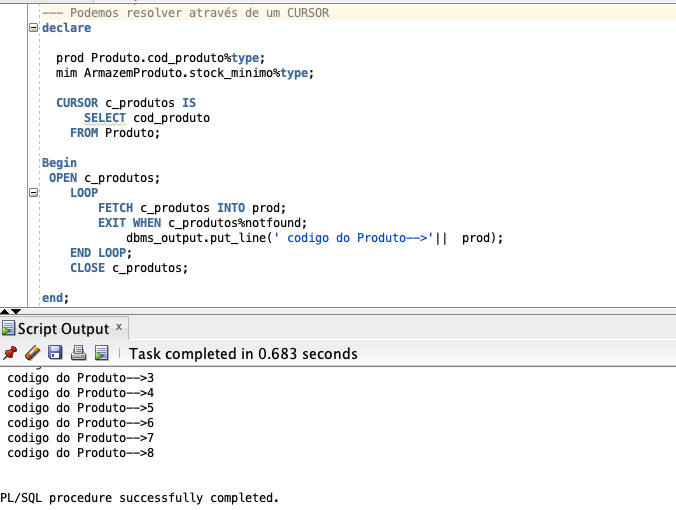 --- Podemos resolver através de um CURSOR
declare
prod Produto.cod_produto%type;
mim ArmazemProduto.stock_minimo%type;
CURSOR c_produtos IS
SELECT cod_produto
FROM Produto;
Begin
OPEN c_produtos;
LOOP
FETCH c_produtos INTO prod;
EXIT WHEN c_produtos%notfound;
dbms_output.put_line(' codigo do Produto-->'||  prod);
END LOOP;
CLOSE c_produtos;
end;
Script Output x
Task completed in 0.683 seconds
codigo do Produto-->3
codigo do Produto-->4
codigo do Produto-->5
codigo do Produto-->6
codigo do Produto-->7
codigo do Produto-->8
PL/SQL procedure successfully completed.